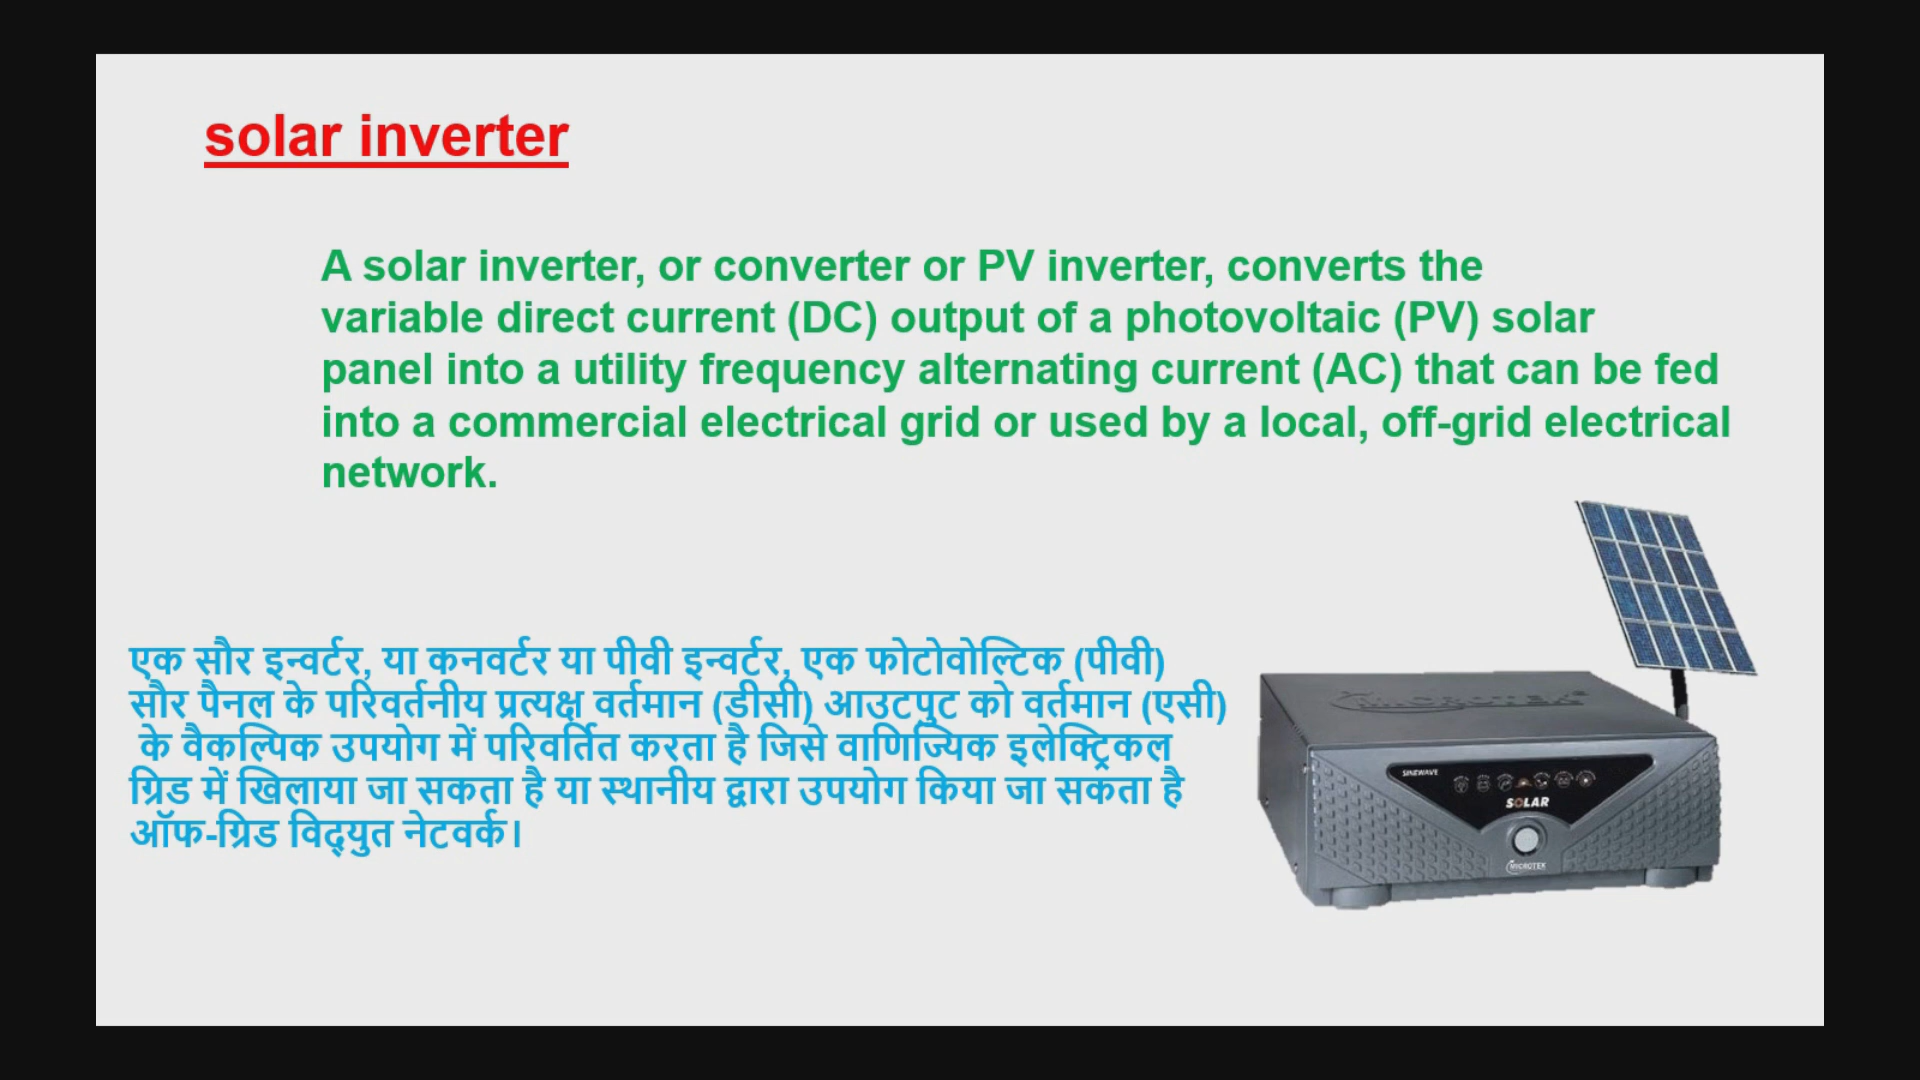 solar inverter
A solar inverter, or converter or PV inverter, converts the
variable direct current (DC) output of a photovoltaic (PV) solar
panel into a utility frequency alternating current (AC) that can be fed
into a commercial electrical grid or used by a local, off-grid electrical
network.
एक सौर इन्वर्टर, या कनवर्टर या पीवी इन्वर्टर, एक फोटोवोल्टिक (पीवी)
सौर पैनल के परिवर्तनीय प्रत्यक्ष वर्तमान (डीसी) आउटपुट को वर्तमान (एसी)
के वैकल्पिक उपयोग में परिवर्तित करता है जिसे वाणिज्यिक इलेक्ट्रिकल
ग्रिड में खिलाया जा सकता है या स्थानीय द्वारा उपयोग किया जा सकता है
ऑफ-ग्रिड विद्युत नेटवर्क।
MICROTEK
SINEWAVE
SOLAR
MICROTEK